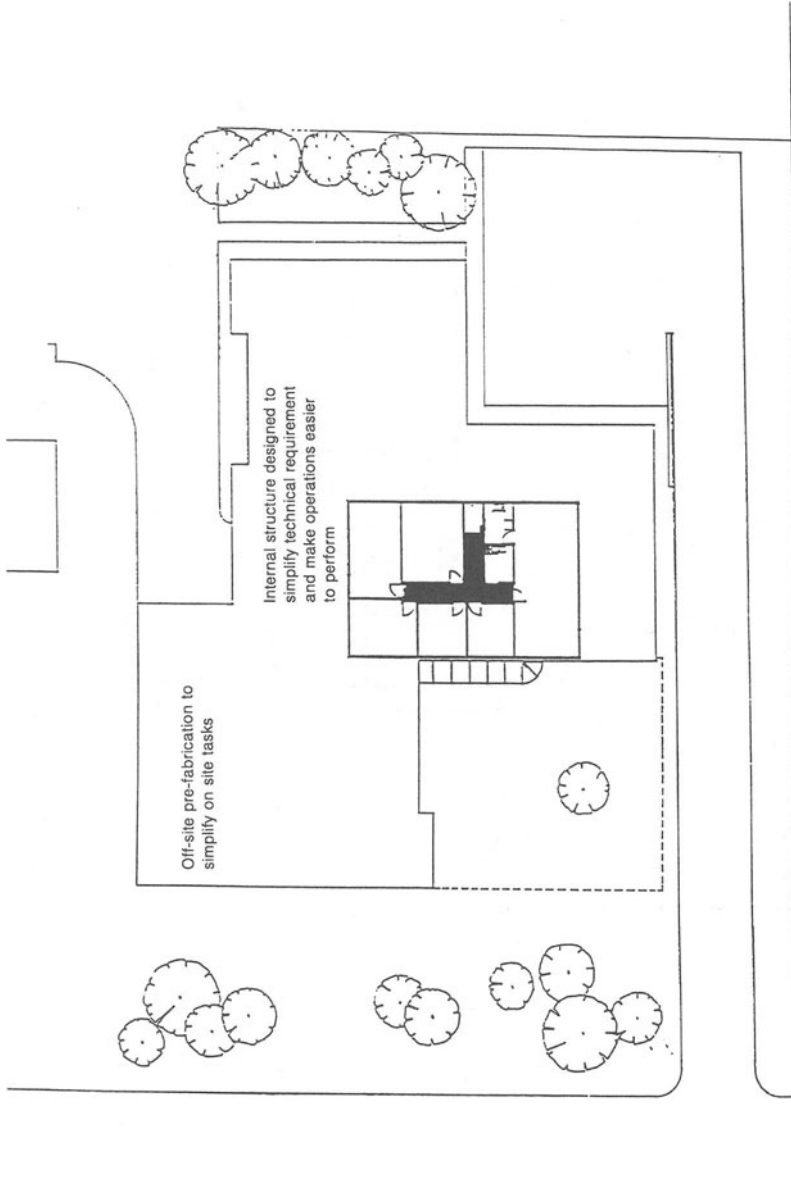 Off-site pre-fabrication to
simplify on site tasks
Internal structure designed to
simplify technical requirement
and make operations easier
to perform